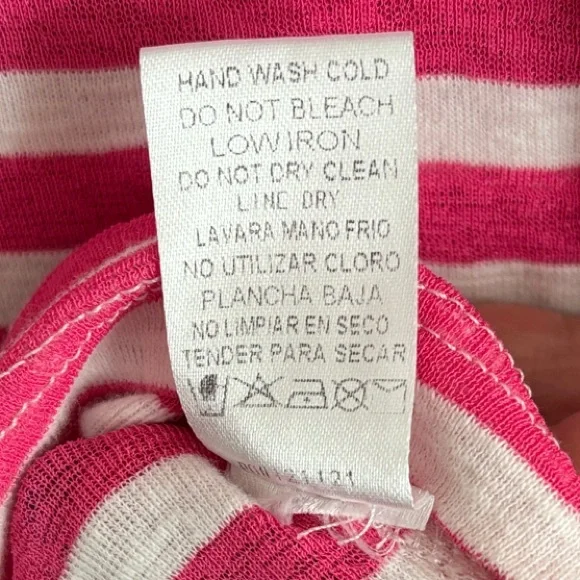 HAND WASH COLD
DO NOT BLEACH
LOW IRON
DO NOT DRY CLEAN
LINE DRY
LAVARA MANO FRIO
NO UTILIZAR CLORO
PLANCHA BAJA
NO LIMPIAR EN SECO
TENDER PARA SECAR